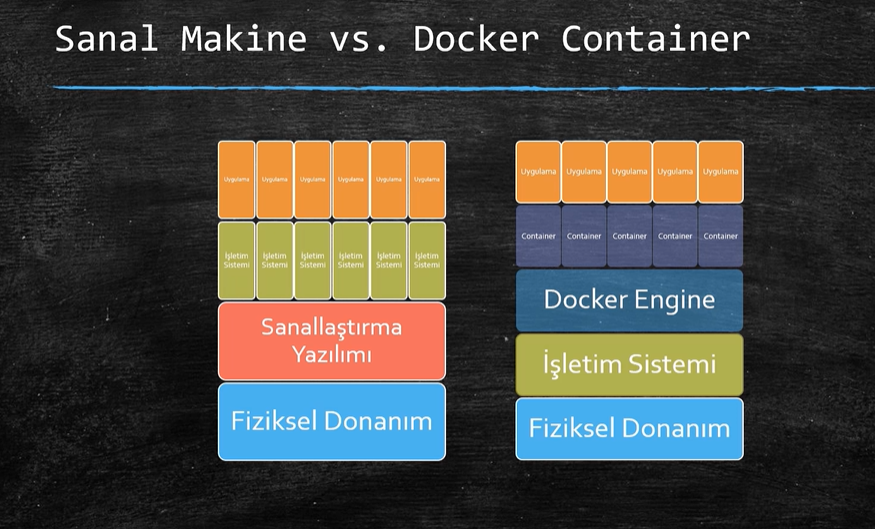 Sanal Makine vs. Docker Container
Uygulama Uygulama Uygulama Uygulama Uygulama Uygulama
İşletim Sistemi İşletim Sistemi İşletim Sistemi İşletim Sistemi İşletim Sistemi İşletim Sistemi
Sanallaştırma
Yazılımı
Fiziksel Donanım
Uygulama Uygulama Uygulama Uygulama Uygulama
Container Container Container Container Container
Docker Engine
İşletim Sistemi
Fiziksel Donanım